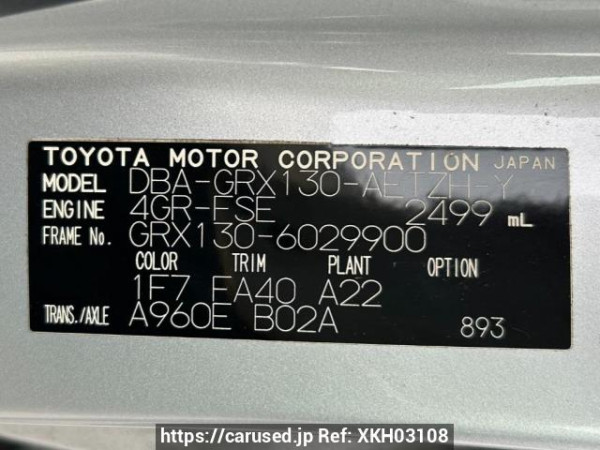 TOYOTA MOTOR CORPORATION JAPAN
MODEL DBA-GRX130-AETZH-Y
ENGINE 4GR-FSE 2499 mL
FRAME No. GRX130-6029900
COLOR TRIM PLANT OPTION
1F7 FA40 A22
TRANS./AXLE A960E B02A 893
https://carused.jp Ref: XKH03108